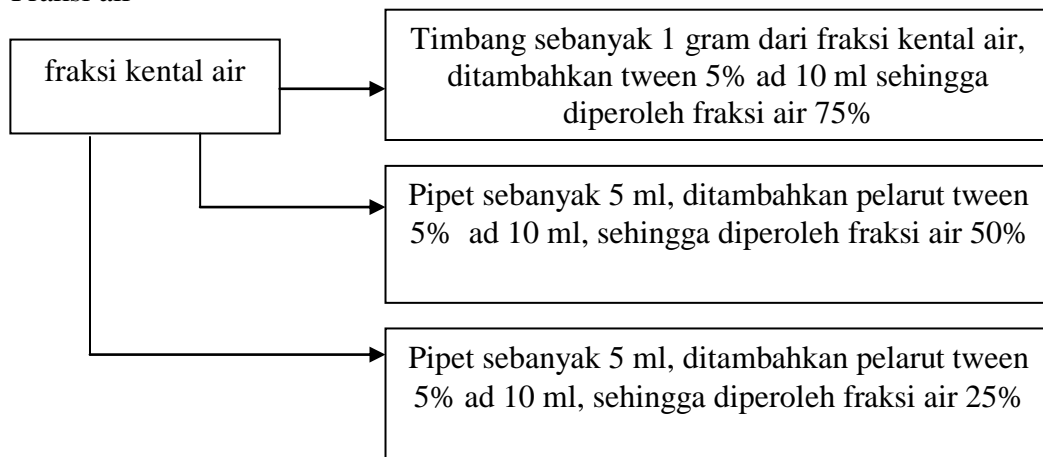 fraksi kental air
Timbang sebanyak 1 gram dari fraksi kental air,
ditambahkan tween 5% ad 10 ml sehingga
diperoleh fraksi air 75%
Pipet sebanyak 5 ml, ditambahkan pelarut tween
5% ad 10 ml, sehingga diperoleh fraksi air 50%
Pipet sebanyak 5 ml, ditambahkan pelarut tween
5% ad 10 ml, sehingga diperoleh fraksi air 25%